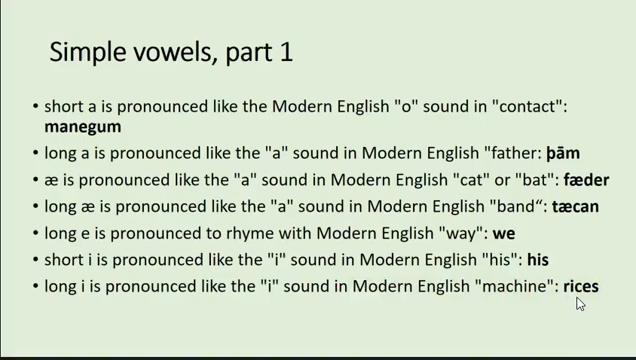 Simple vowels, part 1
• short a is pronounced like the Modern English "o" sound in "contact":
manegum
• long a is pronounced like the "a" sound in Modern English "father: þām
• æ is pronounced like the "a" sound in Modern English "cat" or "bat": fæder
• long æ is pronounced like the "a" sound in Modern English "band“: tæcan
• long e is pronounced to rhyme with Modern English "way": we
• short i is pronounced like the "i" sound in Modern English "his": his
• long i is pronounced like the "i" sound in Modern English "machine": rices